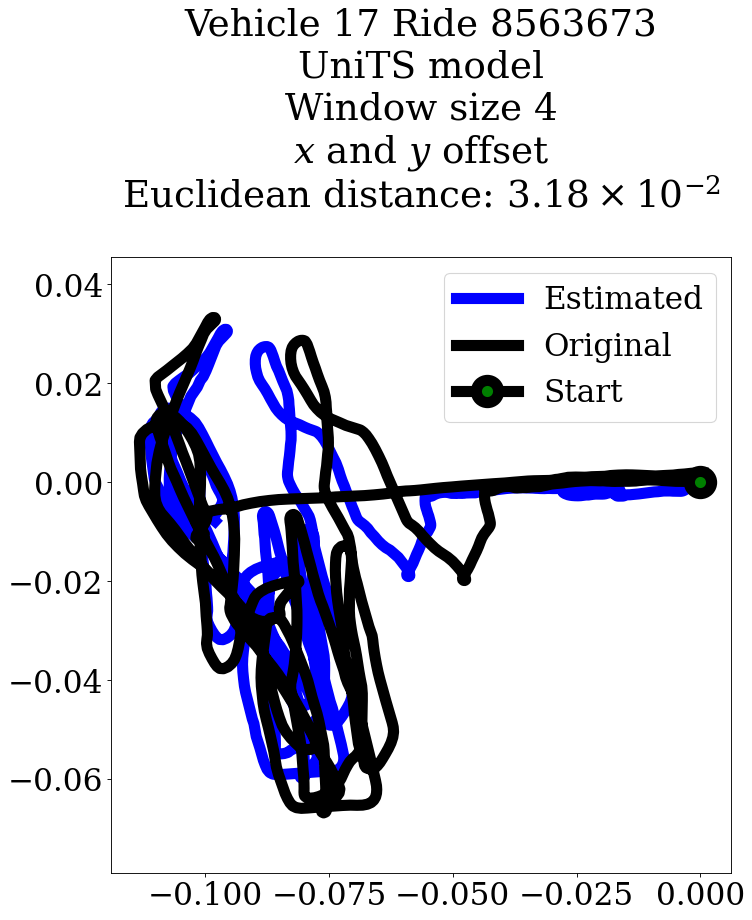 Vehicle 17 Ride 8563673
UniTS model
Window size 4
x and y offset
Euclidean distance: 3.18 × 10⁻²
Estimated
Original
Start
0.04
0.02
0.00
−0.02
−0.04
−0.06
−0.100 −0.075 −0.050 −0.025 0.000